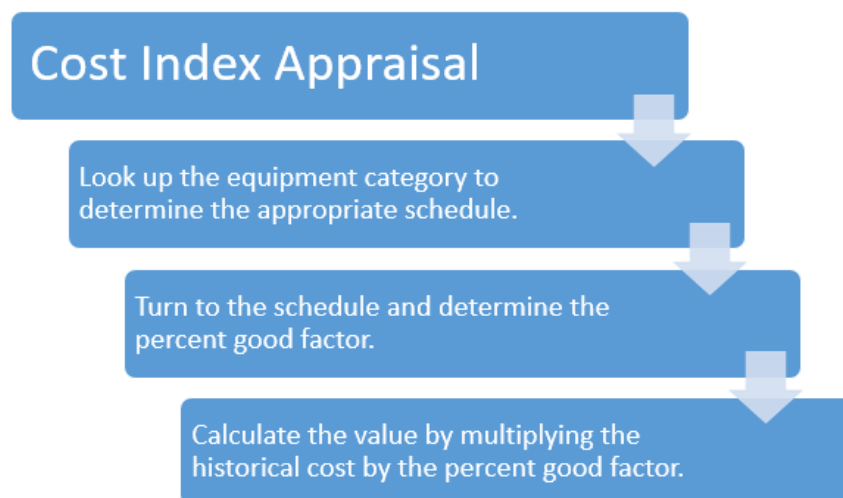 Cost Index Appraisal
Look up the equipment category to
determine the appropriate schedule.
Turn to the schedule and determine the
percent good factor.
Calculate the value by multiplying the
historical cost by the percent good factor.